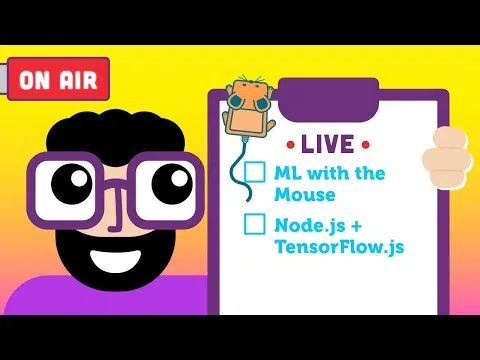 ON AIR
• LIVE •
ML with the
Mouse
Node.js +
TensorFlow.js